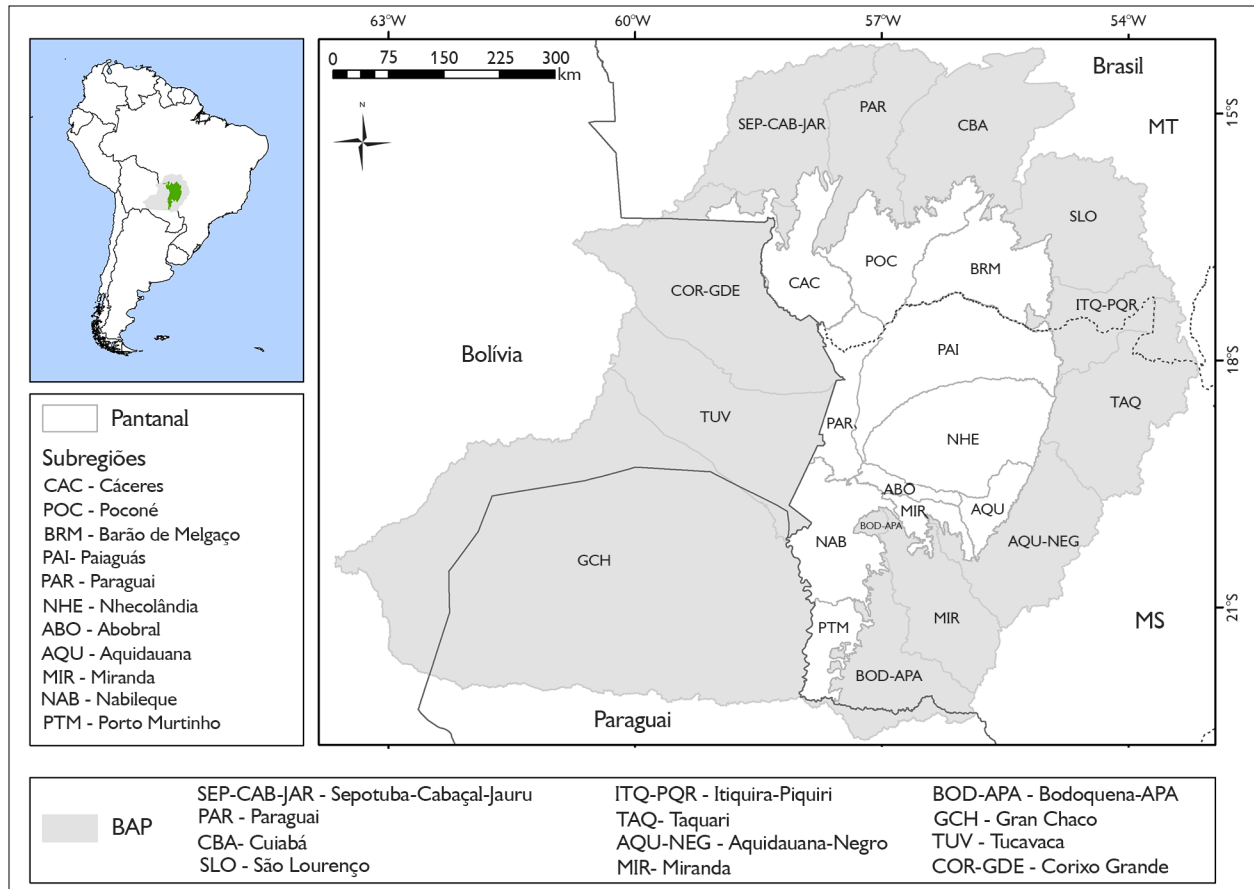 63°W
60°W
57°W
54°W
0 75 150 225 300
km
N
Brasil
MT
15°S
SEP-CAB-JAR
PAR
CBA
SLO
CAC
POC
BRM
ITQ-PQR
COR-GDE
Bolívia
PAI
18°S
TAQ
TUV
PAR
NHE
ABO
AQU
MIR
BOD-APA
NAB
AQU-NEG
GCH
21°S
MS
PTM
MIR
BOD-APA
Paraguai
Pantanal
Subregiões
CAC - Cáceres
POC - Poconé
BRM - Barão de Melgaço
PAI- Paiaguás
PAR - Paraguai
NHE - Nhecolândia
ABO - Abobral
AQU - Aquidauana
MIR - Miranda
NAB - Nabileque
PTM - Porto Murtinho
BAP
SEP-CAB-JAR - Sepotuba-Cabaçal-Jauru
PAR - Paraguai
CBA- Cuiabá
SLO - São Lourenço
ITQ-PQR - Itiquira-Piquiri
TAQ- Taquari
AQU-NEG - Aquidauana-Negro
MIR- Miranda
BOD-APA - Bodoquena-APA
GCH - Gran Chaco
TUV - Tucavaca
COR-GDE - Corixo Grande